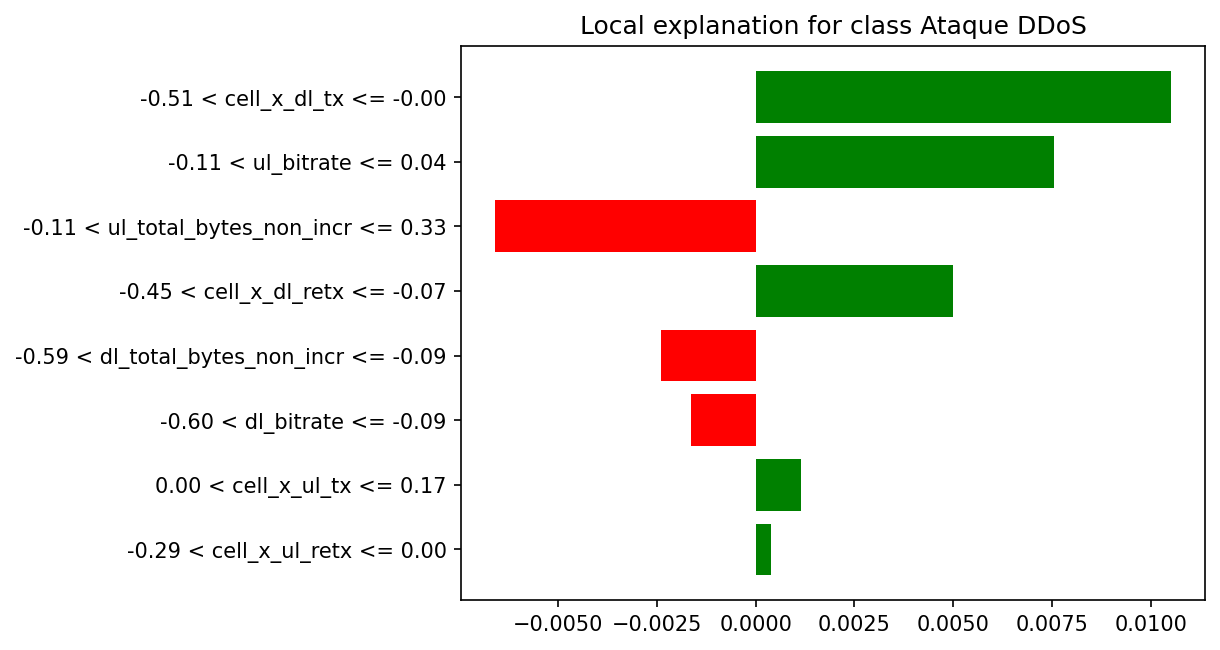 Local explanation for class Ataque DDoS
-0.51 < cell_x_dl_tx <= -0.00
-0.11 < ul_bitrate <= 0.04
-0.11 < ul_total_bytes_non_incr <= 0.33
-0.45 < cell_x_dl_retx <= -0.07
-0.59 < dl_total_bytes_non_incr <= -0.09
-0.60 < dl_bitrate <= -0.09
0.00 < cell_x_ul_tx <= 0.17
-0.29 < cell_x_ul_retx <= 0.00
−0.0050 −0.0025 0.0000 0.0025 0.0050 0.0075 0.0100